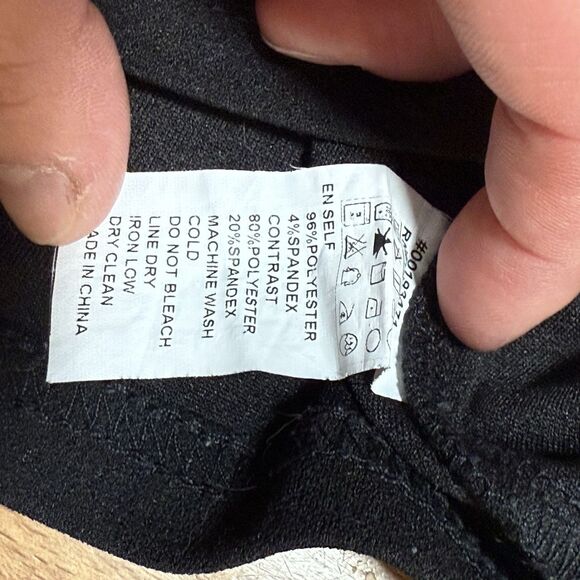 EN SELF
96%POLYESTER
4%SPANDEX
CONTRAST
80%POLYESTER
20%SPANDEX
MACHINE WASH
COLD
DO NOT BLEACH
LINE DRY
IRON LOW
DRY CLEAN
MADE IN CHINA